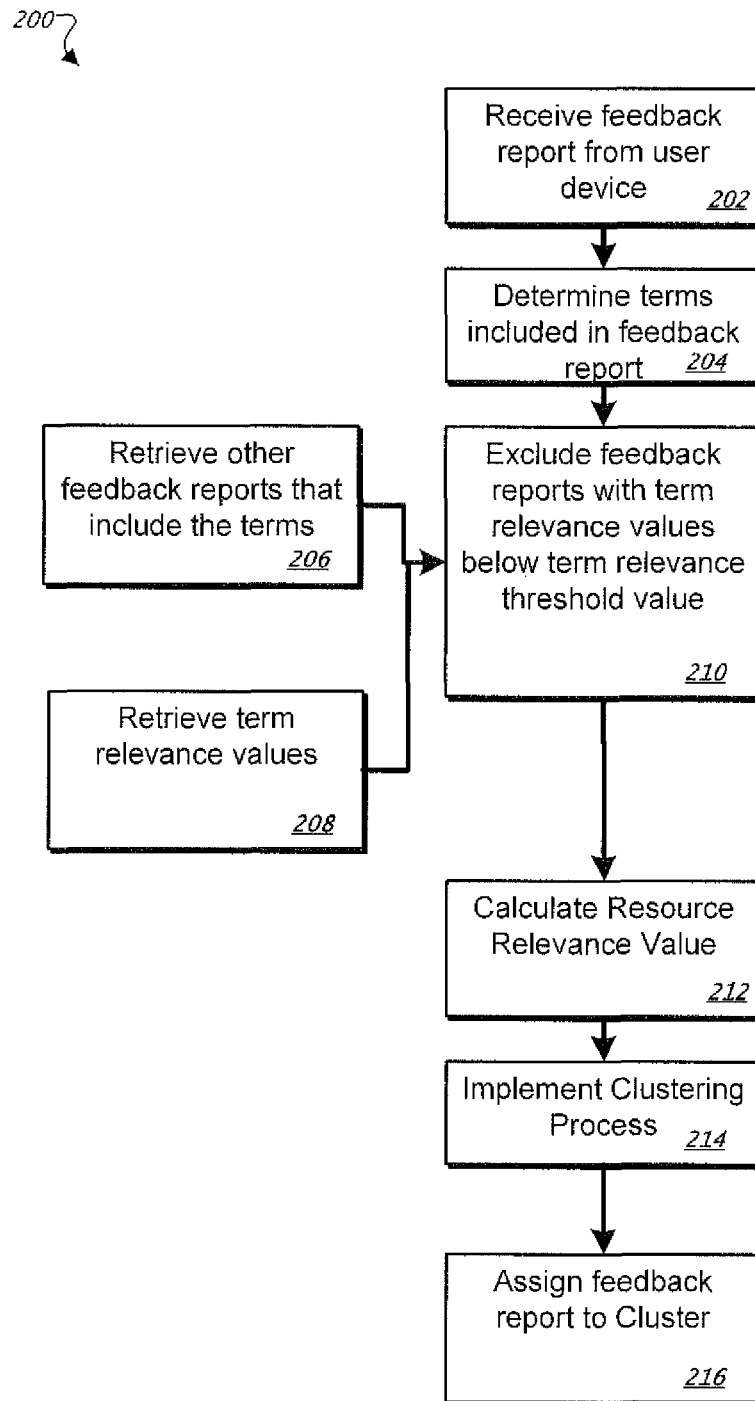 200
Receive feedback
report from user
device
202
Determine terms
included in feedback
report 204
Retrieve other
feedback reports that
include the terms
206
Exclude feedback
reports with term
relevance values
below term relevance
threshold value
210
Retrieve term
relevance values
208
Calculate Resource
Relevance Value
212
Implement Clustering
Process 214
Assign feedback
report to Cluster
216